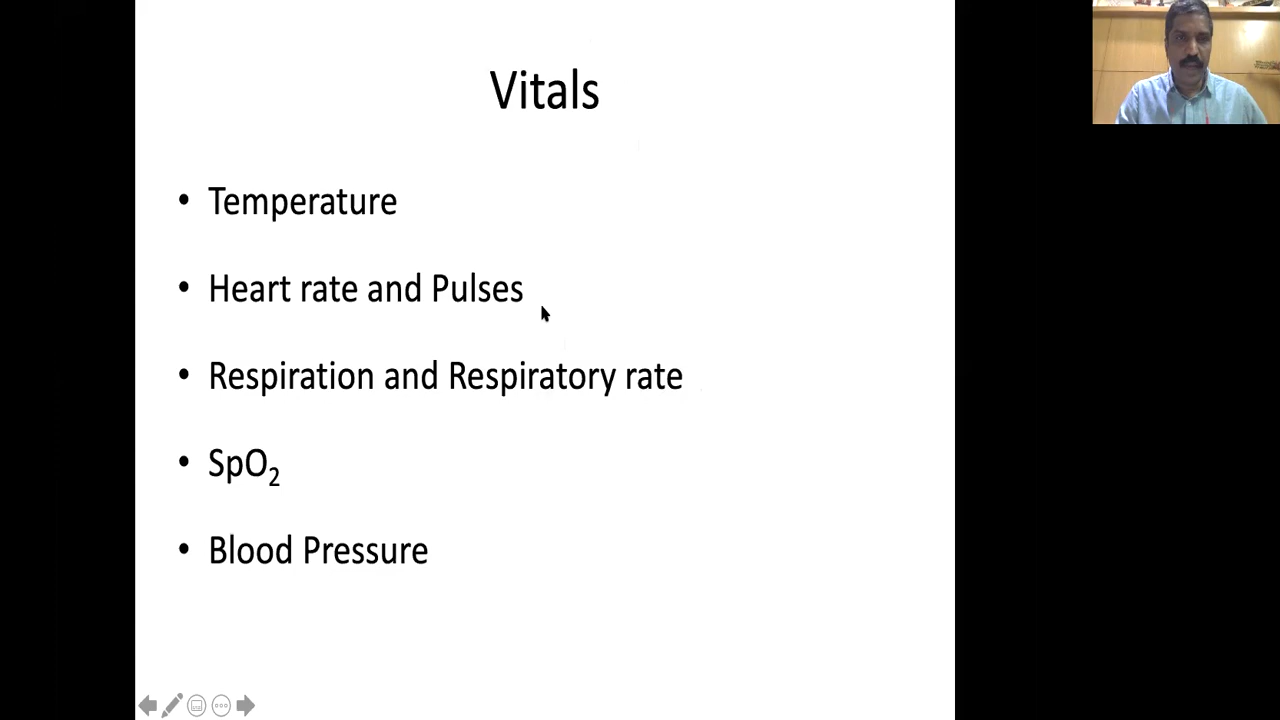 Vitals
• Temperature
• Heart rate and Pulses
• Respiration and Respiratory rate
• SpO₂
• Blood Pressure